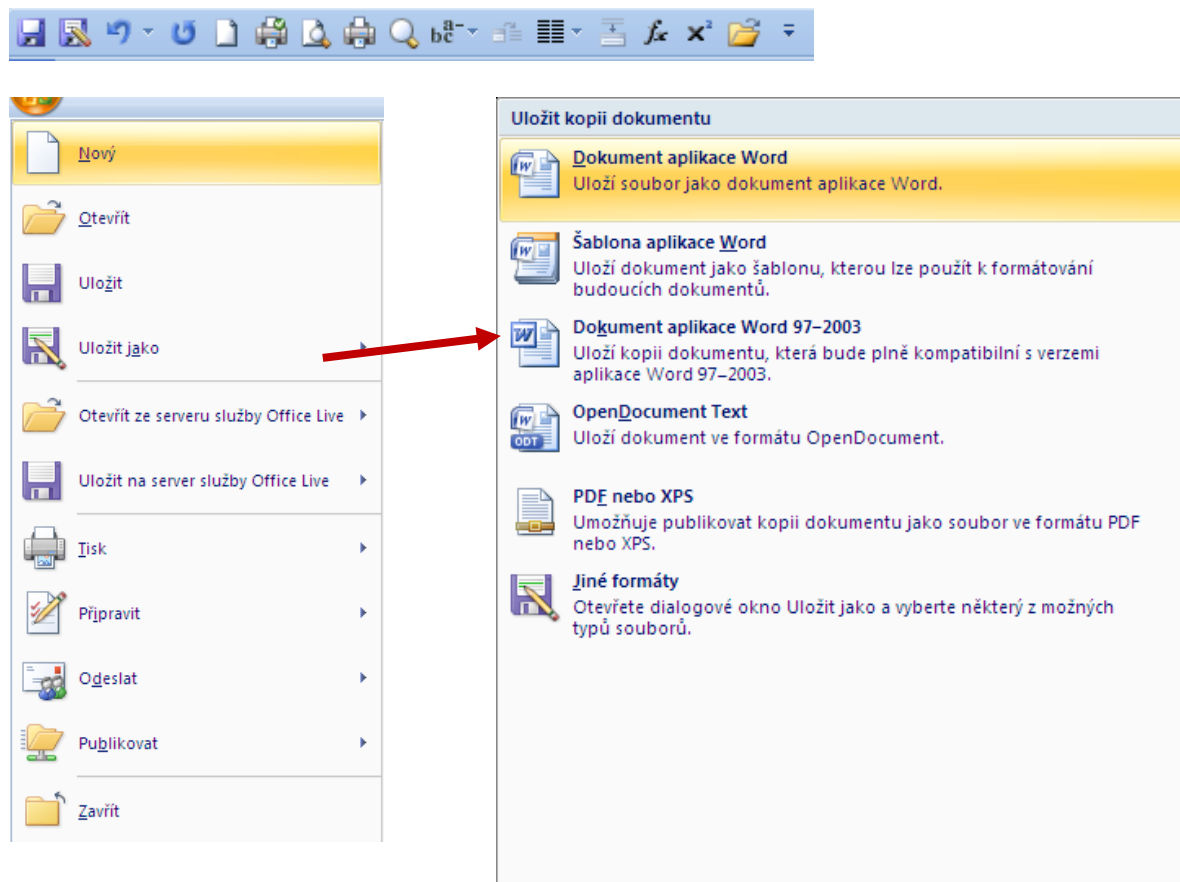 Nový
Otevřít
Uložit
Uložit jako
Otevřít ze serveru služby Office Live
Uložit na server služby Office Live
Tisk
Připravit
Odeslat
Publikovat
Zavřít
Uložit kopii dokumentu
Dokument aplikace Word
Uloží soubor jako dokument aplikace Word.
Šablona aplikace Word
Uloží dokument jako šablonu, kterou lze použít k formátování
budoucích dokumentů.
Dokument aplikace Word 97–2003
Uloží kopii dokumentu, která bude plně kompatibilní s verzemi
aplikace Word 97–2003.
ODT
OpenDocument Text
Uloží dokument ve formátu OpenDocument.
PDF nebo XPS
Umožňuje publikovat kopii dokumentu jako soubor ve formátu PDF
nebo XPS.
Jiné formáty
Otevřete dialogové okno Uložit jako a vyberte některý z možných
typů souborů.